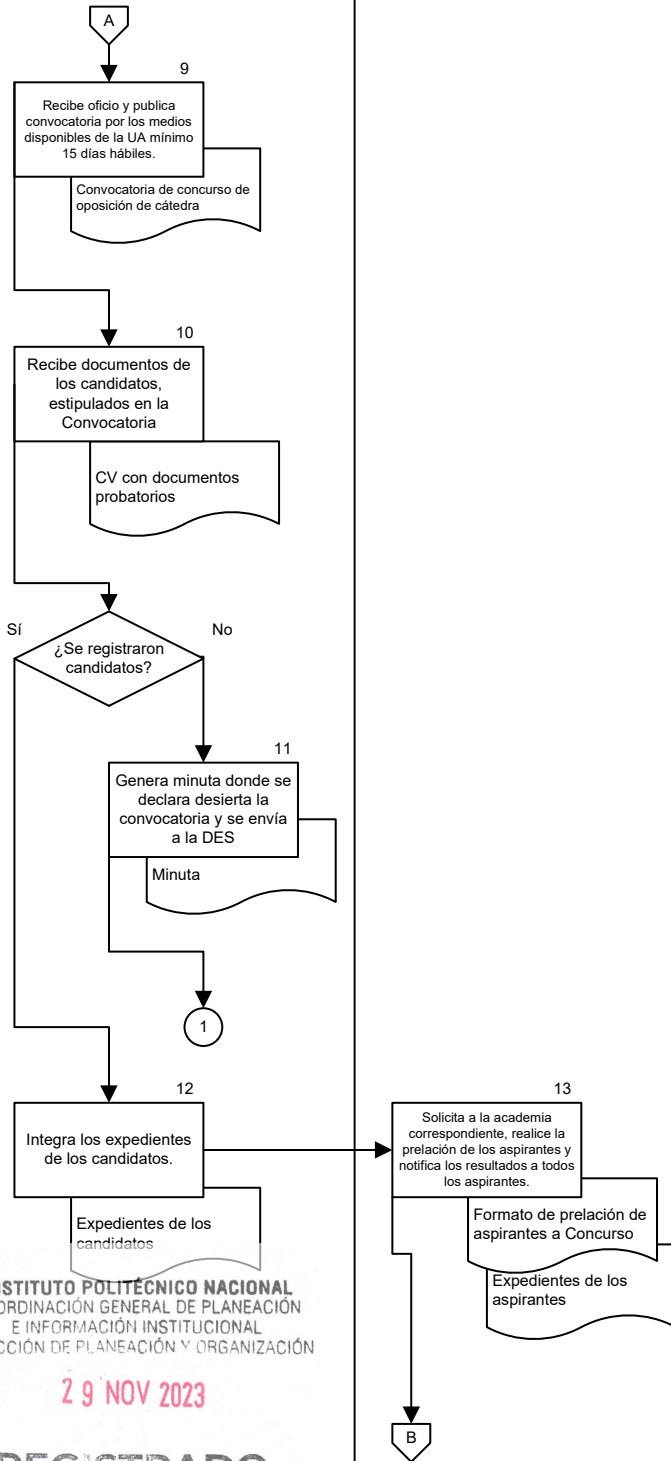 A
9
Recibe oficio y publica
convocatoria por los medios
disponibles de la UA mínimo
15 días hábiles.
Convocatoria de concurso de
oposición de cátedra
10
Recibe documentos de
los candidatos,
estipulados en la
Convocatoria
CV con documentos
probatorios
Sí
No
¿Se registraron
candidatos?
11
Genera minuta donde se
declara desierta la
convocatoria y se envía
a la DES
Minuta
1
12
Integra los expedientes
de los candidatos.
Expedientes de los
candidatos
13
Solicita a la academia
correspondiente, realice la
prelación de los aspirantes y
notifica los resultados a todos
los aspirantes.
Formato de prelación de
aspirantes a Concurso
Expedientes de los
aspirantes
STITUTO POLITÉCNICO NACIONAL
ORDINACIÓN GENERAL DE PLANEACIÓN
E INFORMACIÓN INSTITUCIONAL
CCIÓN DE PLANEACIÓN Y ORGANIZACIÓN
29 NOV 2023
REGISTRADO
B